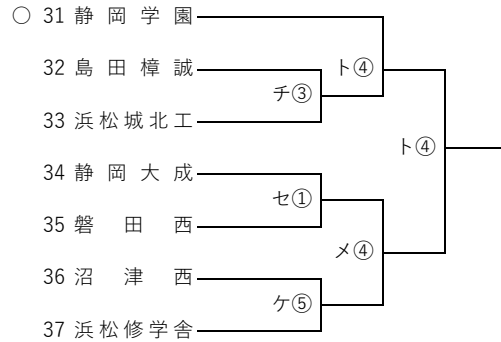 ○ 31 静岡学園
32 島田樟誠
ト④
チ③
33 浜松城北工
ト④
34 静岡大成
セ①
35 磐田西
メ④
36 沼津西
ケ⑤
37 浜松修学舎